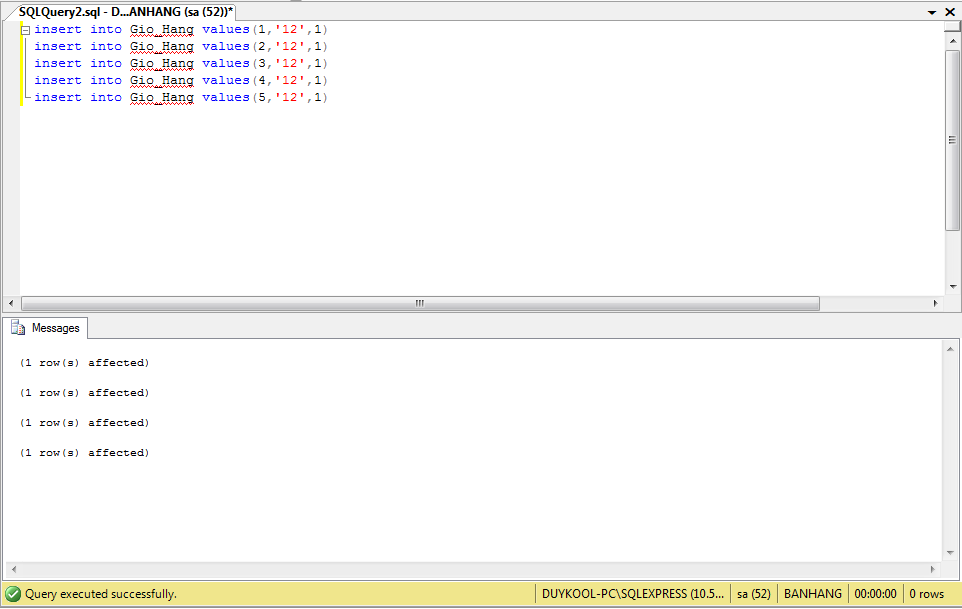 SQLQuery2.sql - D...ANHANG (sa (52))*
insert into Gio_Hang values(1,'12',1)
insert into Gio_Hang values(2,'12',1)
insert into Gio_Hang values(3,'12',1)
insert into Gio_Hang values(4,'12',1)
insert into Gio_Hang values(5,'12',1)
Messages
(1 row(s) affected)
(1 row(s) affected)
(1 row(s) affected)
(1 row(s) affected)
Query executed successfully. DUYKOOL-PC\SQLEXPRESS (10.5... sa (52) BANHANG 00:00:00 0 rows